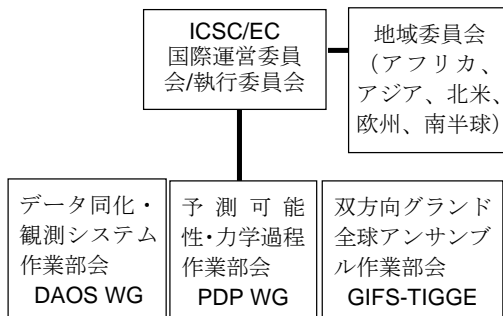 ICSC/EC
国際運営委員
会/執行委員会
地域委員会
（アフリカ、
アジア、北米、
欧州、南半球）
データ同化・
観測システム
作業部会
DAOS WG
予測可能
性・力学過程
作業部会
PDP WG
双方向グランド
全球アンサンブ
ル作業部会
GIFS-TIGGE